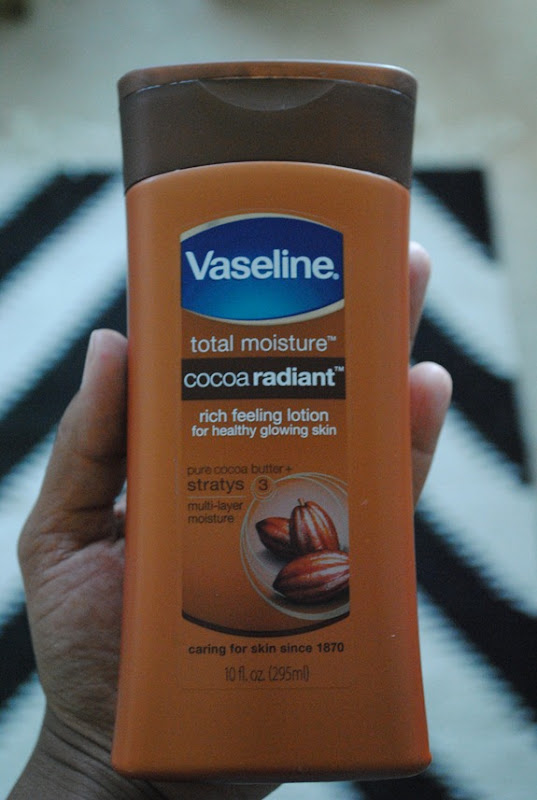 Vaseline.
total moisture™
cocoa radiant™
rich feeling lotion
for healthy glowing skin
pure cocoa butter +
stratys 3
multi-layer
moisture
caring for skin since 1870
10 fl. oz. (295ml)